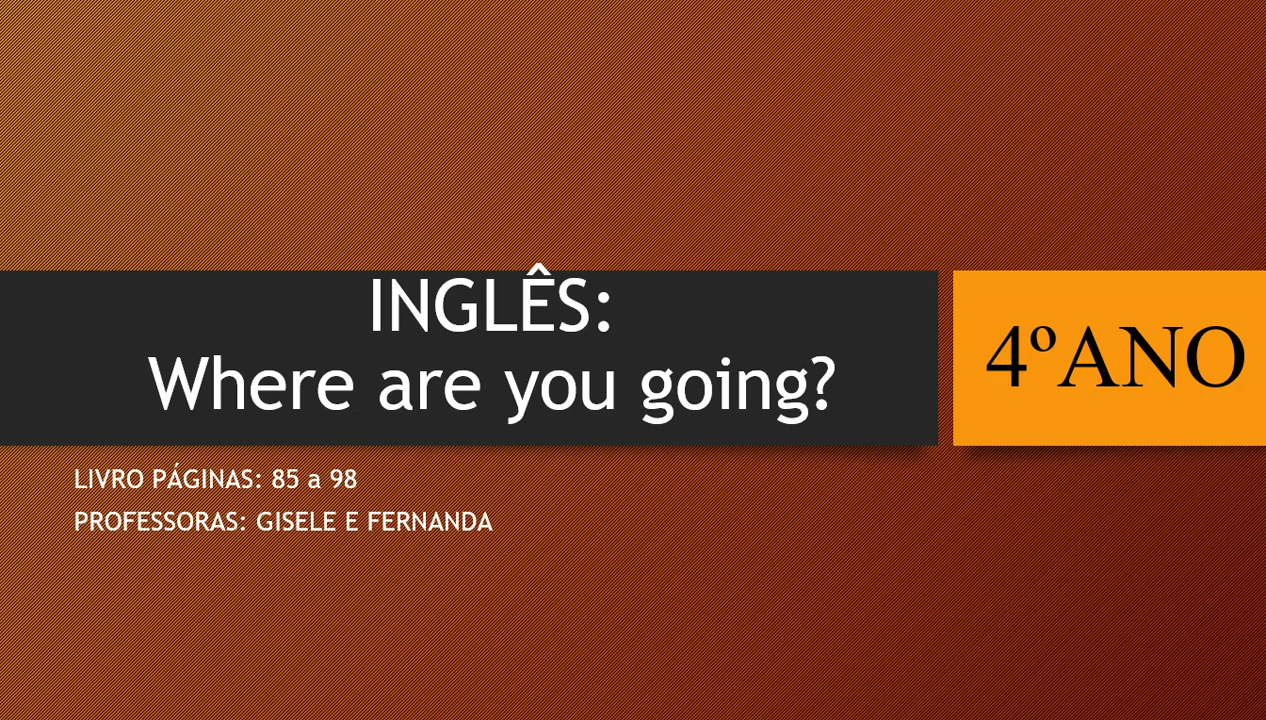 INGLÊS:
Where are you going?
4ºANO
LIVRO PÁGINAS: 85 a 98
PROFESSORAS: GISELE E FERNANDA